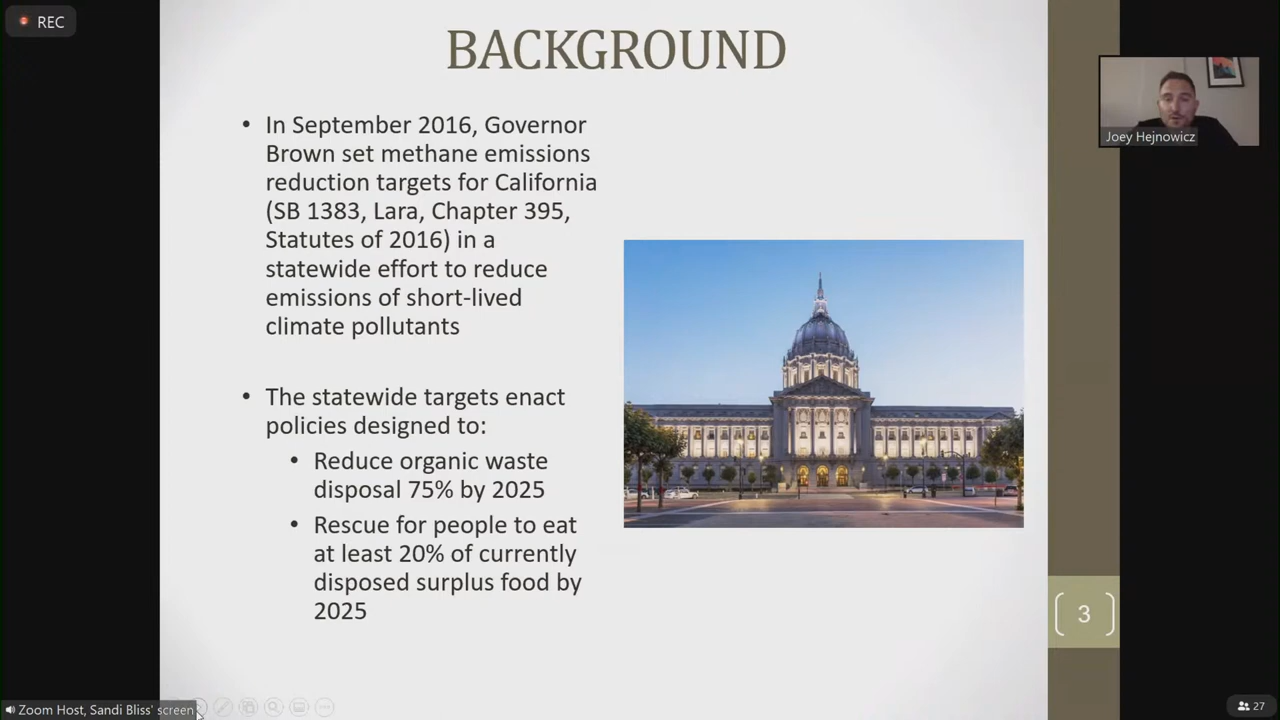 REC
BACKGROUND
• In September 2016, Governor
Brown set methane emissions
reduction targets for California
(SB 1383, Lara, Chapter 395,
Statutes of 2016) in a
statewide effort to reduce
emissions of short-lived
climate pollutants
• The statewide targets enact
policies designed to:
• Reduce organic waste
disposal 75% by 2025
• Rescue for people to eat
at least 20% of currently
disposed surplus food by
2025
Joey Hejnowicz
3
Zoom Host, Sandi Bliss' screen
27